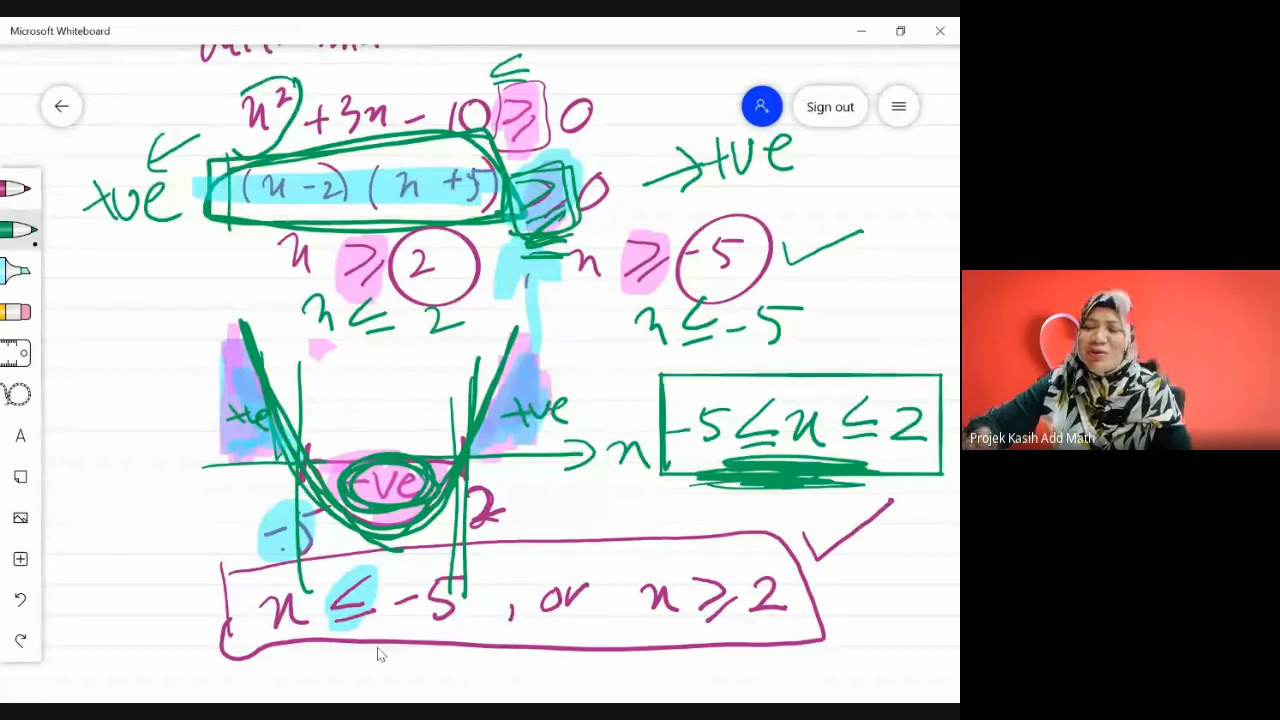 Microsoft Whiteboard
Sign out
≤
x² + 3x - 10 ≥ 0
→ +ve
+ve
(x - 2) (x + 5) ≥ 0
x ≥ 2
x ≥ -5
x ≤ 2
x ≤ -5
+ve
+ve
-5 ≤ x ≤ 2
Projek Kasih Add Math
x
-ve
-5
2
x ≤ -5 , or x ≥ 2
A